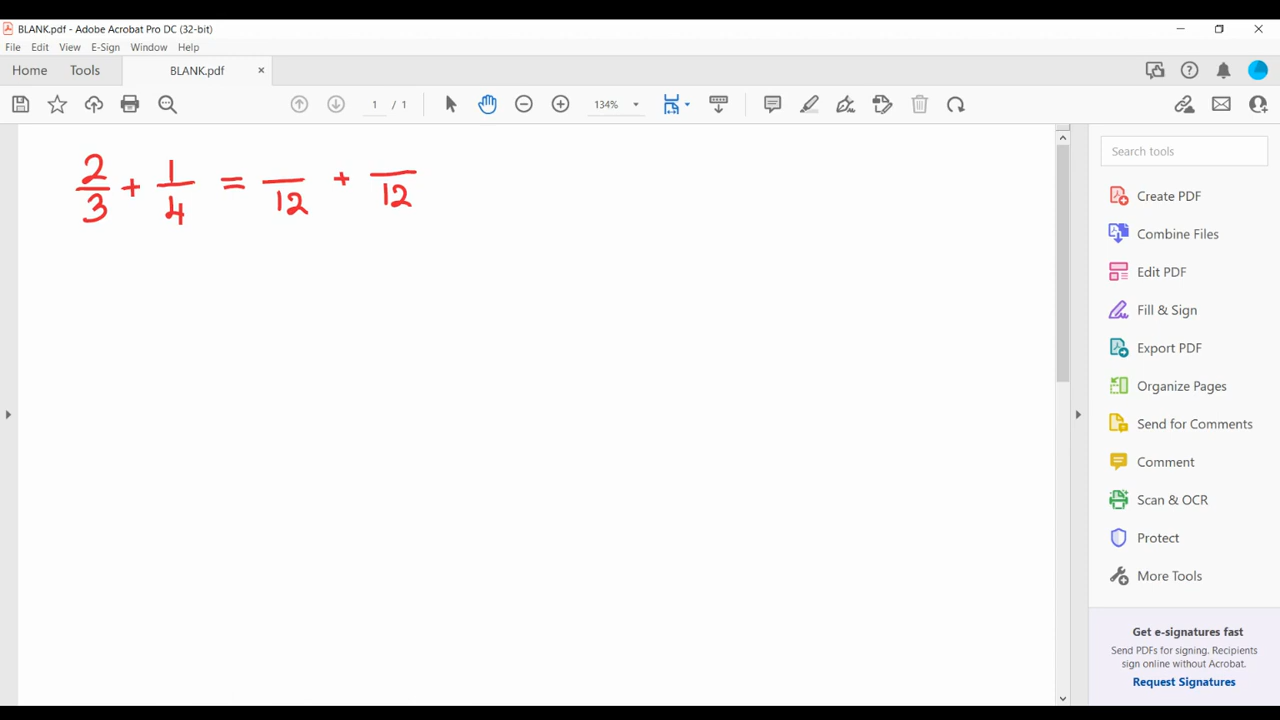 BLANK.pdf - Adobe Acrobat Pro DC (32-bit)
File Edit View E-Sign Window Help
Home Tools BLANK.pdf ×
1 / 1 134%
2/3 + 1/4 = /12 + /12
Search tools
Create PDF
Combine Files
Edit PDF
Fill & Sign
Export PDF
Organize Pages
Send for Comments
Comment
Scan & OCR
Protect
More Tools
Get e-signatures fast
Send PDFs for signing. Recipients
sign online without Acrobat.
Request Signatures